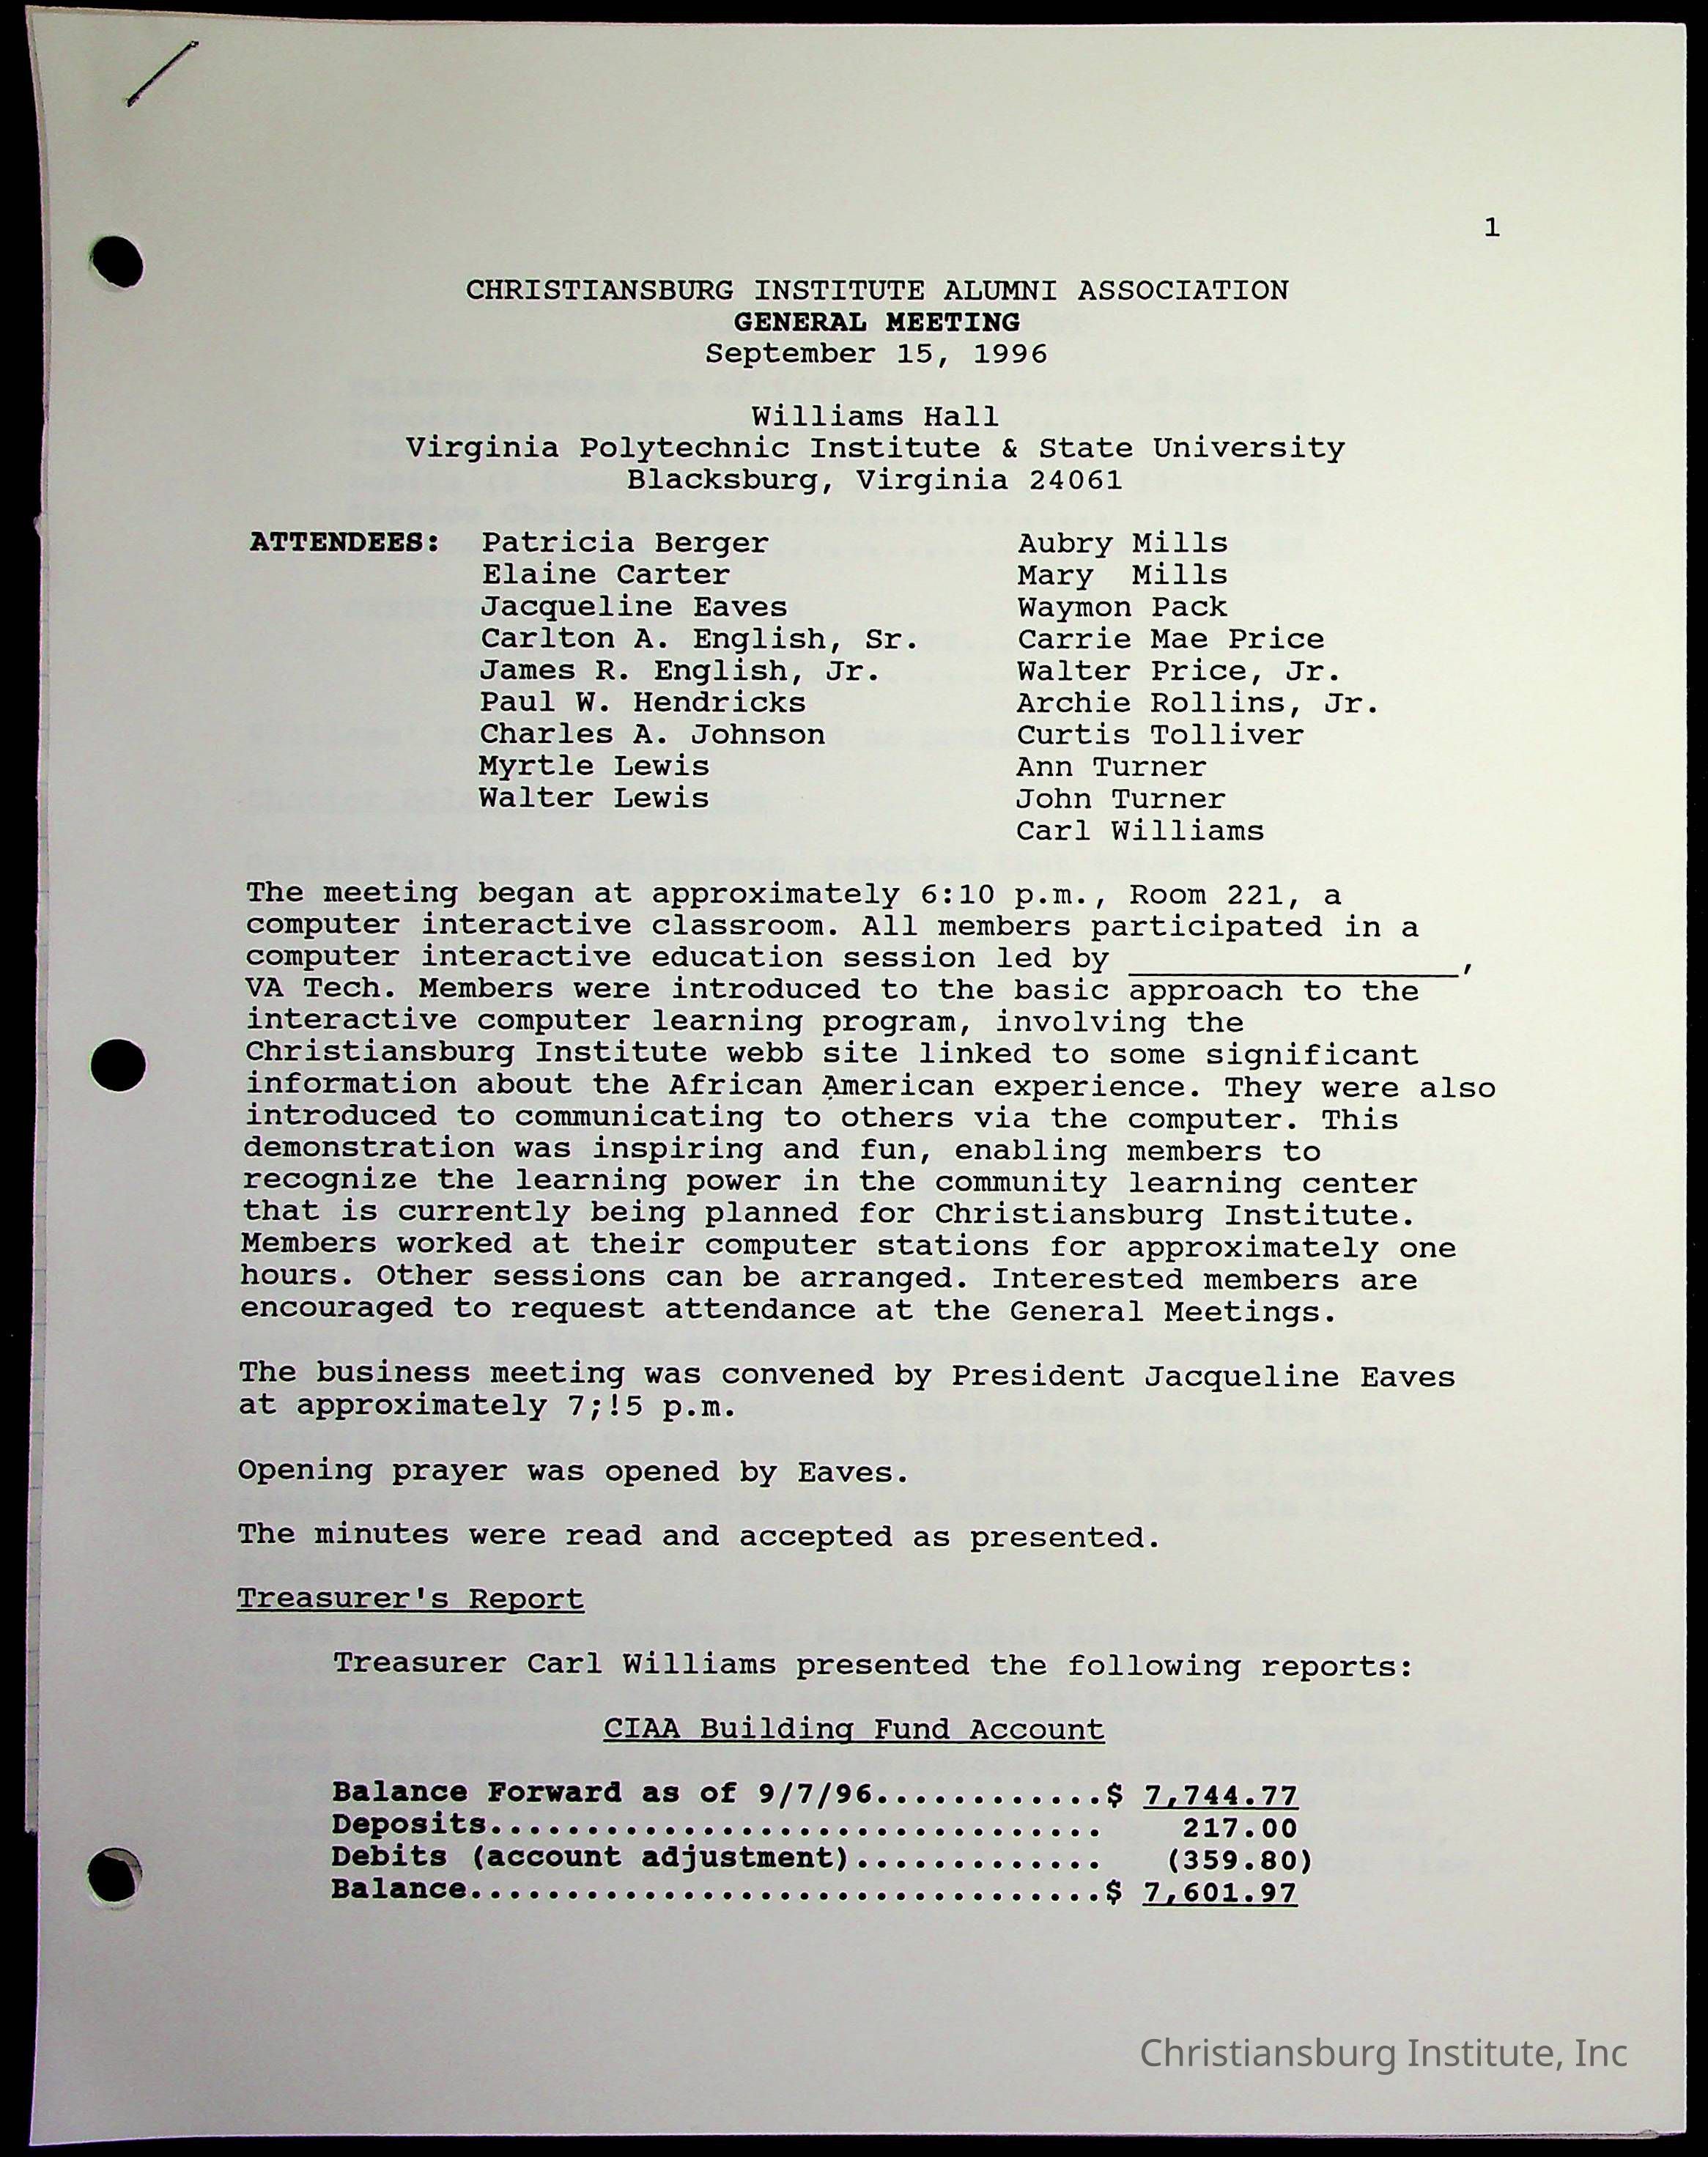 1
CHRISTIANSBURG INSTITUTE ALUMNI ASSOCIATION
GENERAL MEETING
September 15, 1996
Williams Hall
Virginia Polytechnic Institute & State University
Blacksburg, Virginia 24061
ATTENDEES: Patricia Berger Aubry Mills
Elaine Carter Mary Mills
Jacqueline Eaves Waymon Pack
Carlton A. English, Sr. Carrie Mae Price
James R. English, Jr. Walter Price, Jr.
Paul W. Hendricks Archie Rollins, Jr.
Charles A. Johnson Curtis Tolliver
Myrtle Lewis Ann Turner
Walter Lewis John Turner
Carl Williams
The meeting began at approximately 6:10 p.m., Room 221, a
computer interactive classroom. All members participated in a
computer interactive education session led by _________________,
VA Tech. Members were introduced to the basic approach to the
interactive computer learning program, involving the
Christiansburg Institute webb site linked to some significant
information about the African American experience. They were also
introduced to communicating to others via the computer. This
demonstration was inspiring and fun, enabling members to
recognize the learning power in the community learning center
that is currently being planned for Christiansburg Institute.
Members worked at their computer stations for approximately one
hours. Other sessions can be arranged. Interested members are
encouraged to request attendance at the General Meetings.
The business meeting was convened by President Jacqueline Eaves
at approximately 7;!5 p.m.
Opening prayer was opened by Eaves.
The minutes were read and accepted as presented.
Treasurer's Report
Treasurer Carl Williams presented the following reports:
CIAA Building Fund Account
Balance Forward as of 9/7/96............$ 7,744.77
Deposits................................ 217.00
Debits (account adjustment)............. (359.80)
Balance.................................$ 7,601.97
Christiansburg Institute, Inc